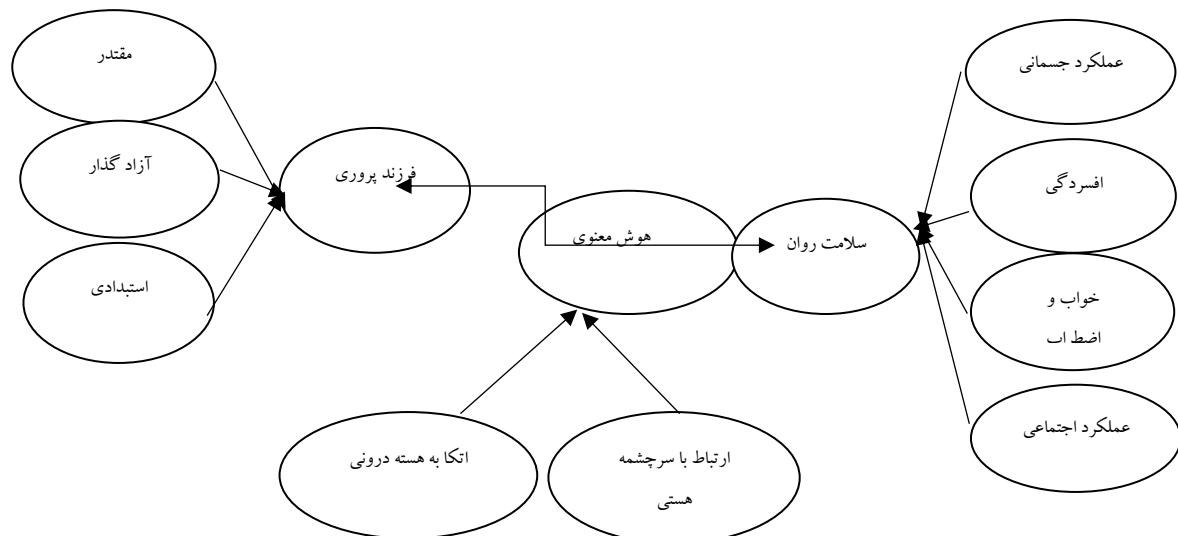 مقتدر
آزاد گذار
استبدادی
فرزند پروری
هوش معنوی
سلامت روان
عملکرد جسمانی
افسردگی
خواب و
اضط اب
عملکرد اجتماعی
اتکا به هسته درونی
ارتباط با سرچشمه
هستی